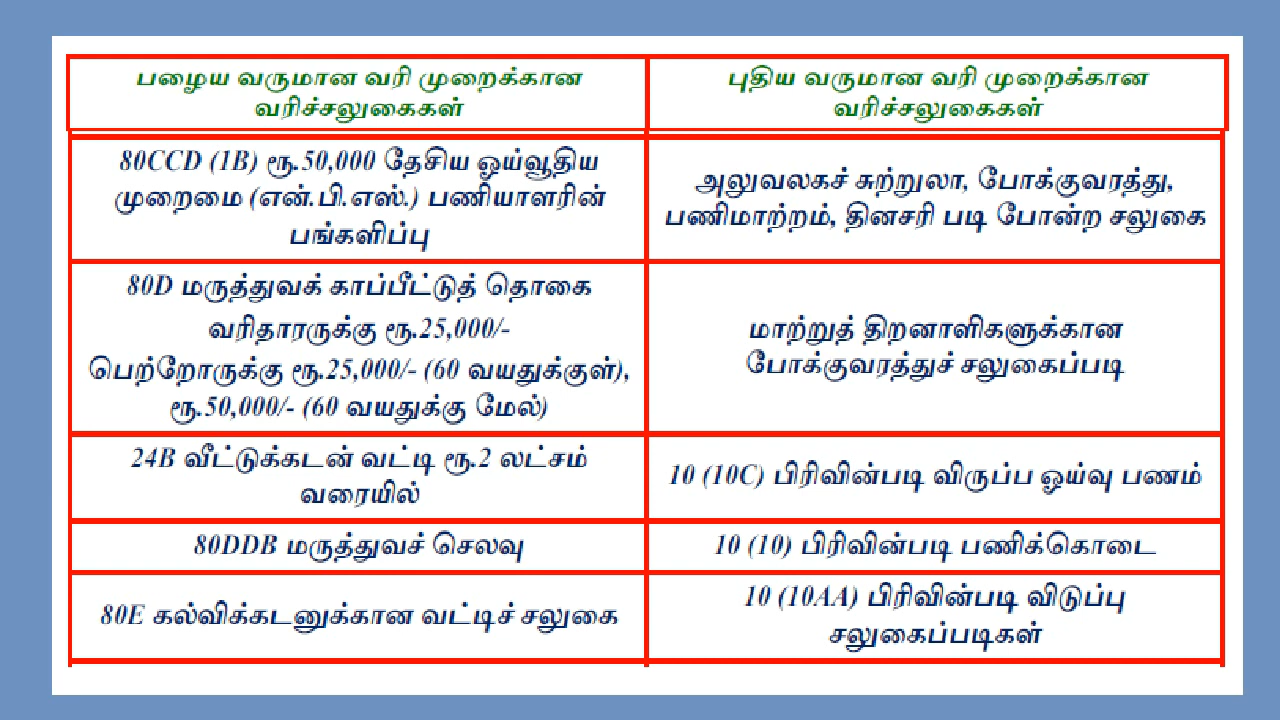 பழைய வருமான வரி முறைக்கான
வரிச்சலுகைகள்
புதிய வருமான வரி முறைக்கான
வரிச்சலுகைகள்
80CCD (1B) ரூ.50,000 தேசிய ஓய்வூதிய
முறைமை (என்.பி.எஸ்.) பணியாளரின்
பங்களிப்பு
அலுவலகச் சுற்றுலா, போக்குவரத்து,
பணிமாற்றம், தினசரி படி போன்ற சலுகை
80D மருத்துவக் காப்பீட்டுத் தொகை
வரிதாரருக்கு ரூ.25,000/-
பெற்றோருக்கு ரூ.25,000/- (60 வயதுக்குள்),
ரூ.50,000/- (60 வயதுக்கு மேல்)
மாற்றுத் திறனாளிகளுக்கான
போக்குவரத்துச் சலுகைப்படி
24B வீட்டுக்கடன் வட்டி ரூ.2 லட்சம்
வரையில்
10 (10C) பிரிவின்படி விருப்ப ஓய்வு பணம்
80DDB மருத்துவச் செலவு
10 (10) பிரிவின்படி பணிக்கொடை
80E கல்விக்கடனுக்கான வட்டிச் சலுகை
10 (10AA) பிரிவின்படி விடுப்பு
சலுகைப்படிகள்